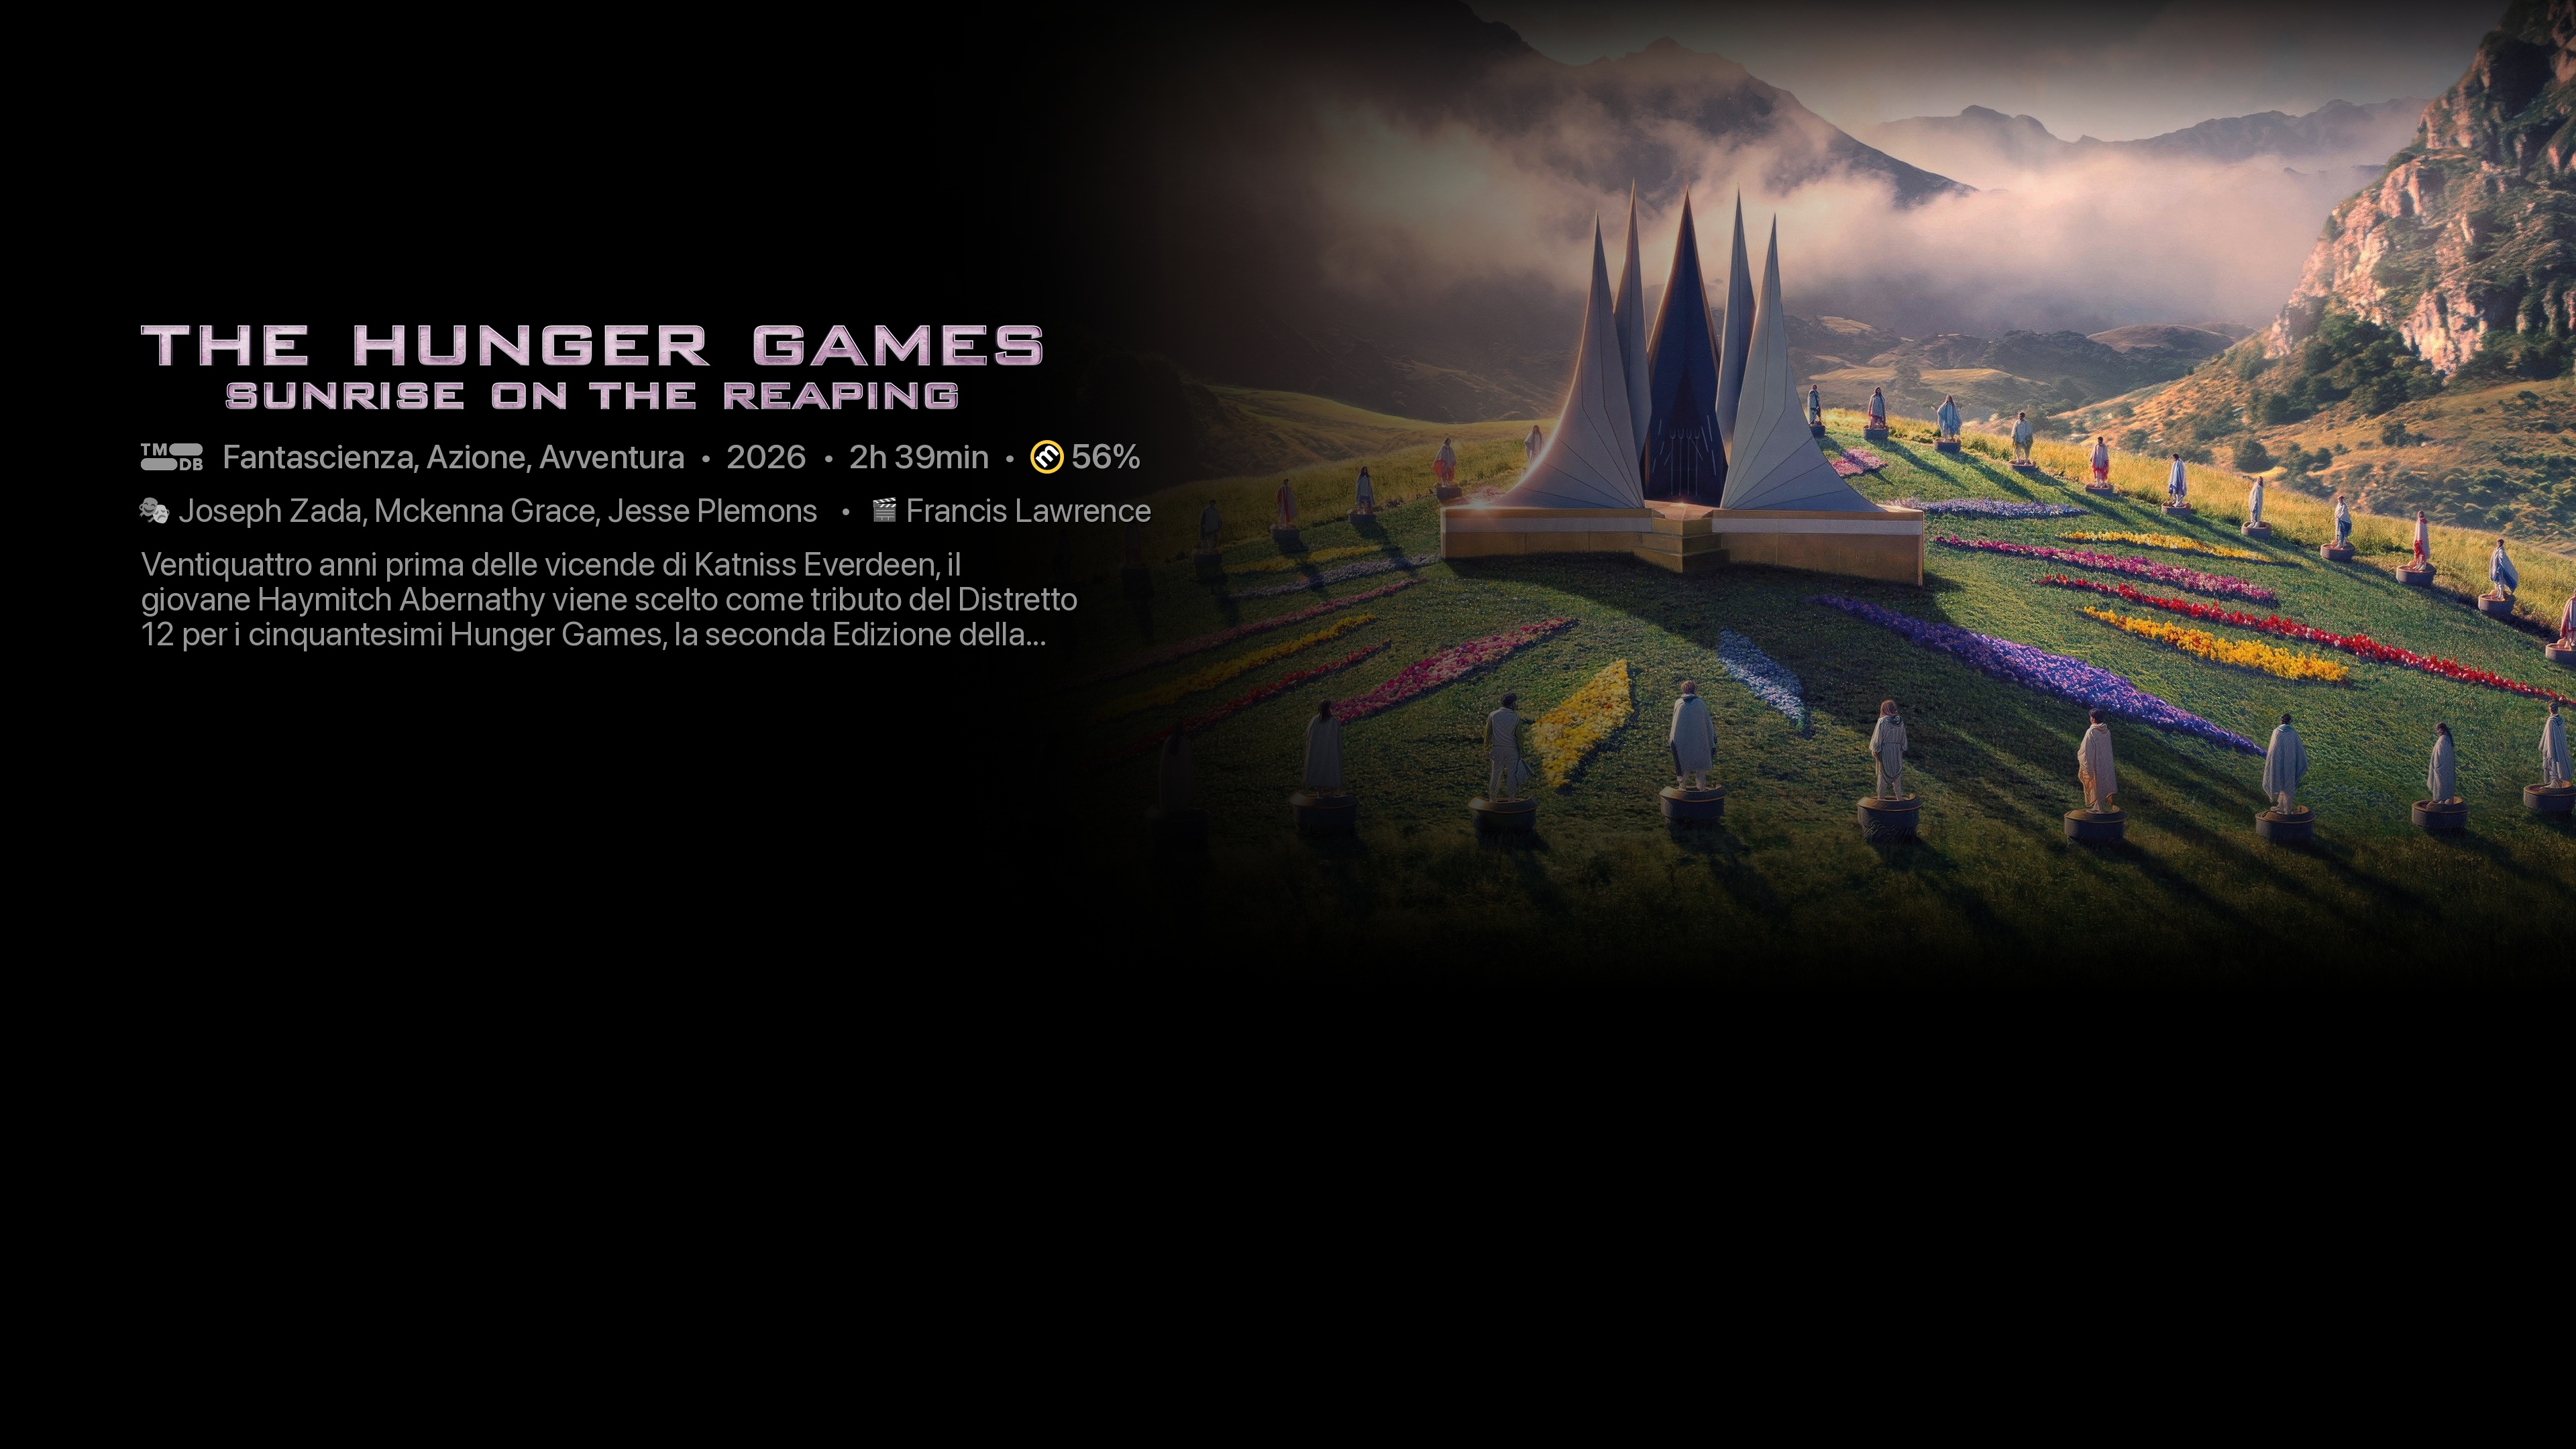 THE HUNGER GAMES
SUNRISE ON THE REAPING
TMDB Fantascienza, Azione, Avventura • 2026 • 2h 39min • m 56%
Joseph Zada, Mckenna Grace, Jesse Plemons • Francis Lawrence
Ventiquattro anni prima delle vicende di Katniss Everdeen, il
giovane Haymitch Abernathy viene scelto come tributo del Distretto
12 per i cinquantesimi Hunger Games, la seconda Edizione della...